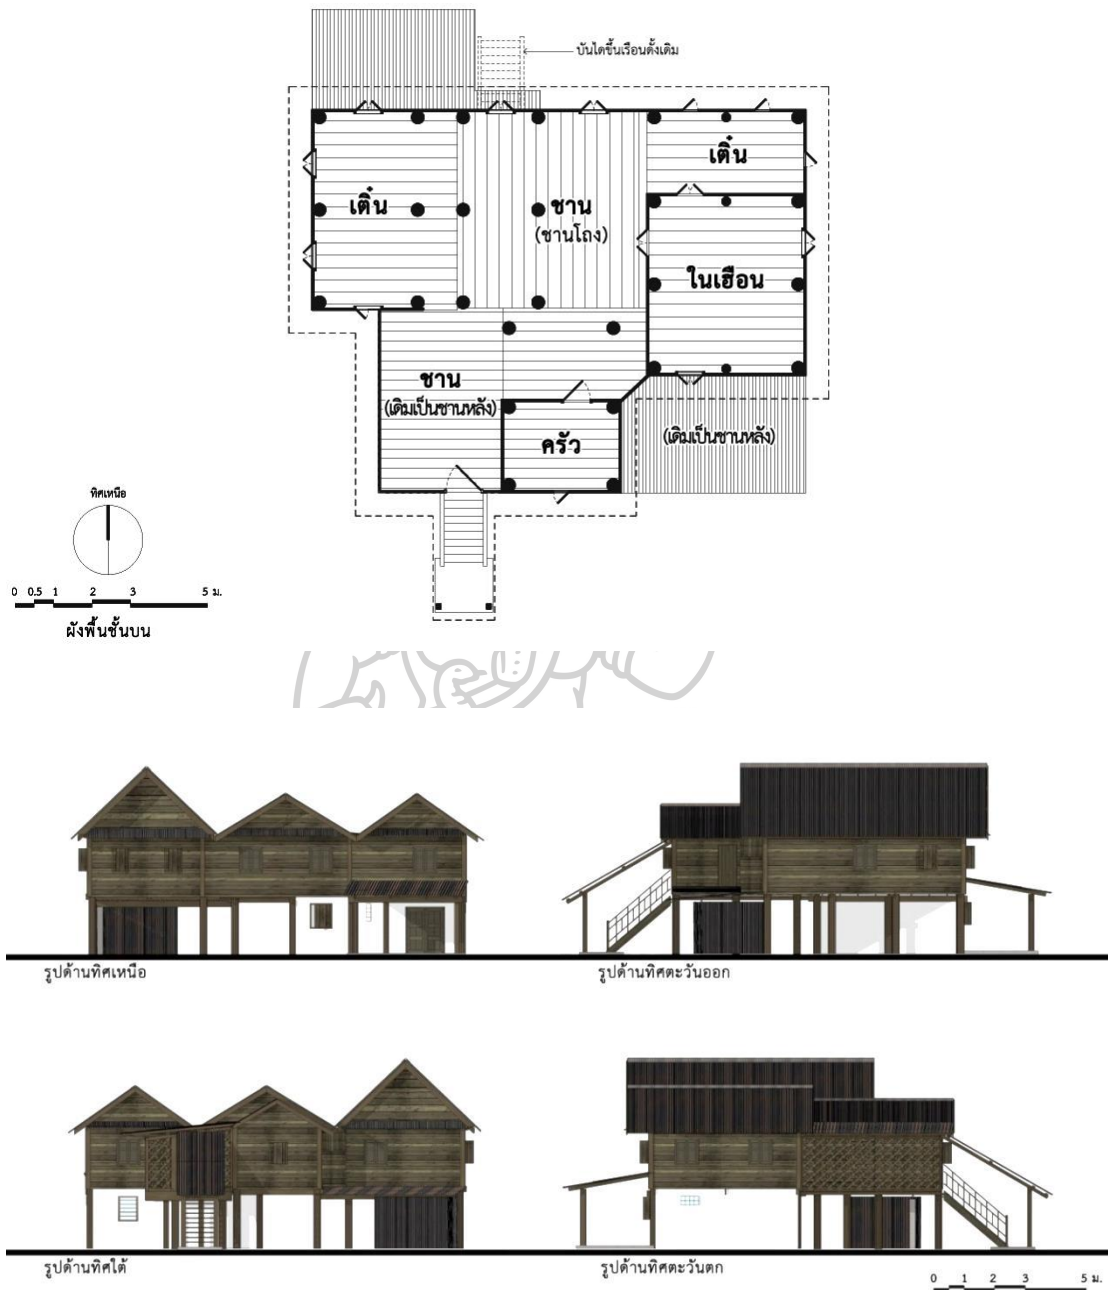 บันไดขึ้นเรือนดั้งเดิม
เติ๋น
เติ๋น
ชาน
(ชานโถง)
ในเฮือน
ชาน
(เดิมเป็นชานหลัง)
ครัว
(เดิมเป็นชานหลัง)
ทิศเหนือ
0 0.5 1 2 3 5 ม.
ผังพื้นชั้นบน
รูปด้านทิศเหนือ
รูปด้านทิศตะวันออก
รูปด้านทิศใต้
รูปด้านทิศตะวันตก
0 1 2 3 5 ม.